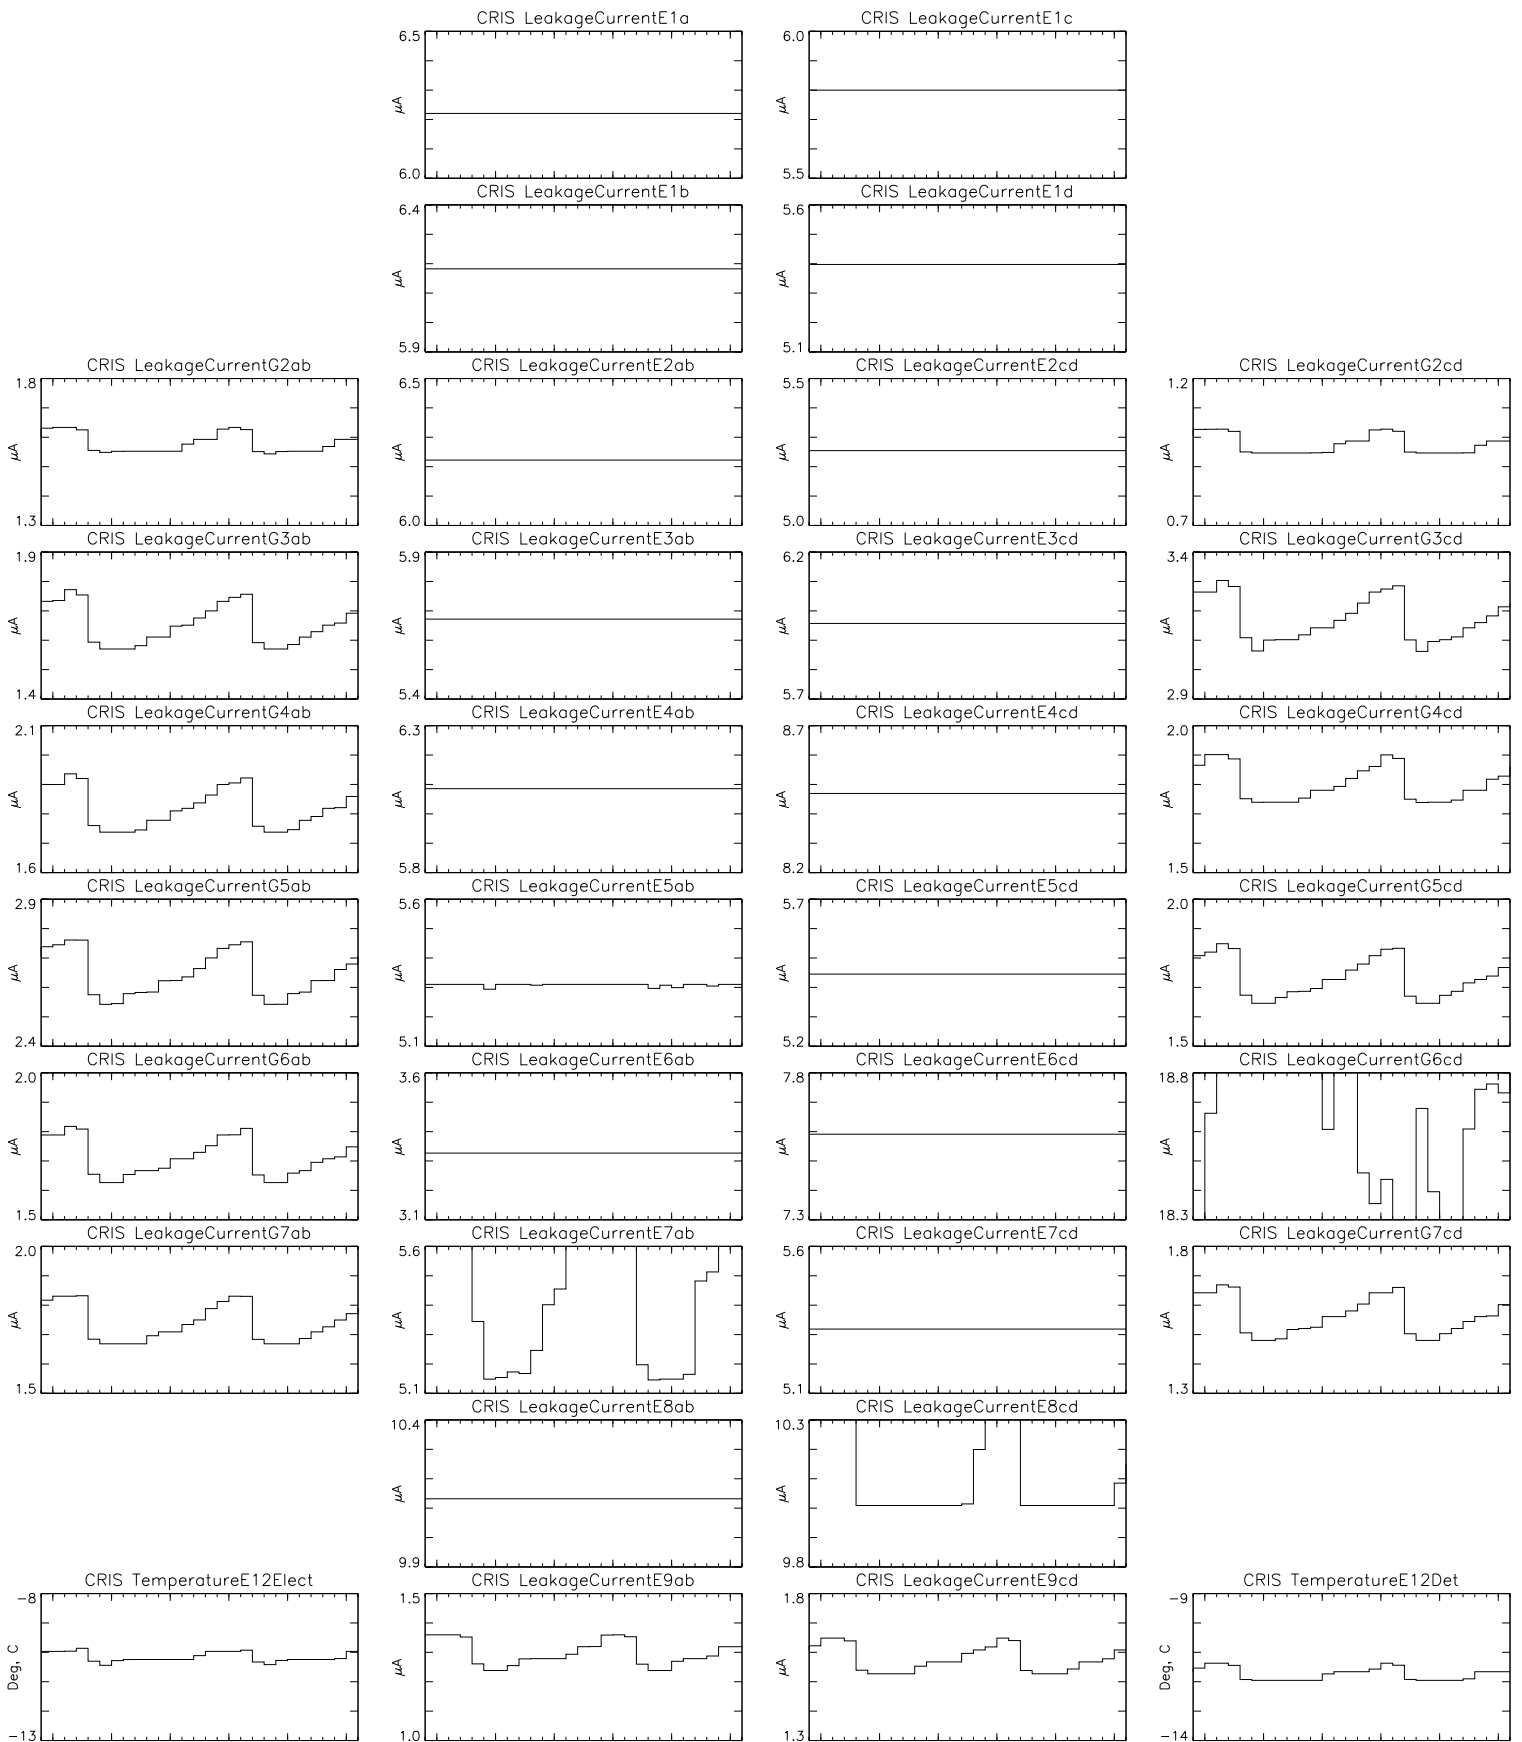 CRIS LeakageCurrentE1a
6.5
μA
6.0
CRIS LeakageCurrentE1c
6.0
μA
5.5
CRIS LeakageCurrentE1b
6.4
μA
5.9
CRIS LeakageCurrentE1d
5.6
μA
5.1
CRIS LeakageCurrentG2ab
1.8
μA
1.3
CRIS LeakageCurrentE2ab
6.5
μA
6.0
CRIS LeakageCurrentE2cd
5.5
μA
5.0
CRIS LeakageCurrentG2cd
1.2
μA
0.7
CRIS LeakageCurrentG3ab
1.9
μA
1.4
CRIS LeakageCurrentE3ab
5.9
μA
5.4
CRIS LeakageCurrentE3cd
6.2
μA
5.7
CRIS LeakageCurrentG3cd
3.4
μA
2.9
CRIS LeakageCurrentG4ab
2.1
μA
1.6
CRIS LeakageCurrentE4ab
6.3
μA
5.8
CRIS LeakageCurrentE4cd
8.7
μA
8.2
CRIS LeakageCurrentG4cd
2.0
μA
1.5
CRIS LeakageCurrentG5ab
2.9
μA
2.4
CRIS LeakageCurrentE5ab
5.6
μA
5.1
CRIS LeakageCurrentE5cd
5.7
μA
5.2
CRIS LeakageCurrentG5cd
2.0
μA
1.5
CRIS LeakageCurrentG6ab
2.0
μA
1.5
CRIS LeakageCurrentE6ab
3.6
μA
3.1
CRIS LeakageCurrentE6cd
7.8
μA
7.3
CRIS LeakageCurrentG6cd
18.8
μA
18.3
CRIS LeakageCurrentG7ab
2.0
μA
1.5
CRIS LeakageCurrentE7ab
5.6
μA
5.1
CRIS LeakageCurrentE7cd
5.6
μA
5.1
CRIS LeakageCurrentG7cd
1.8
μA
1.3
CRIS LeakageCurrentE8ab
10.4
μA
9.9
CRIS LeakageCurrentE8cd
10.3
μA
9.8
CRIS TemperatureE12Elect
-8
Deg, C
-13
CRIS LeakageCurrentE9ab
1.5
μA
1.0
CRIS LeakageCurrentE9cd
1.8
μA
1.3
CRIS TemperatureE12Det
-9
Deg, C
-14